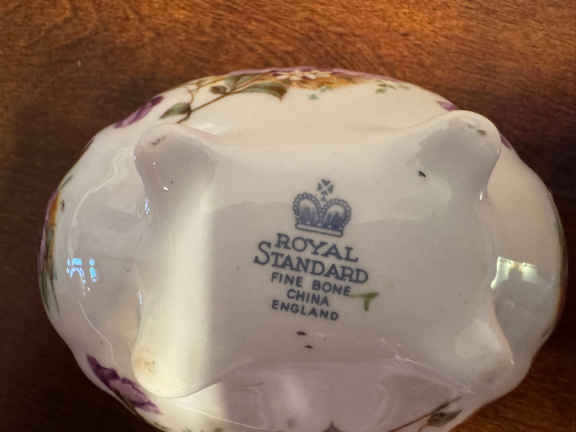 ROYAL
STANDARD
FINE BONE
CHINA
ENGLAND